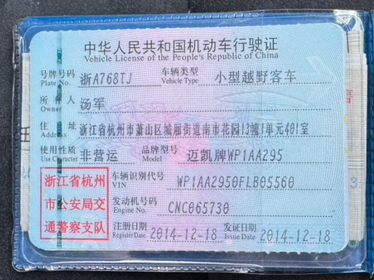 中华人民共和国机动车行驶证
Vehicle License of the People's Republic of China
号牌号码 浙A768TJ 车辆类型 小型越野客车
Plate No. Vehicle Type
所有人 汤军
Owner
住址 浙江省杭州市萧山区城厢街道南市花园13幢1单元401室
Address
使用性质 非营运 品牌型号 迈凯牌WP1AA295
Use Character Model
浙江省杭州 车辆识别代号 WP1AA2950FLB05560
VIN
市公安局交 发动机号码 CNC065730
Engine No.
通警察支队 注册日期 2014-12-18 发证日期 2014-12-18
Register Date Issue Date